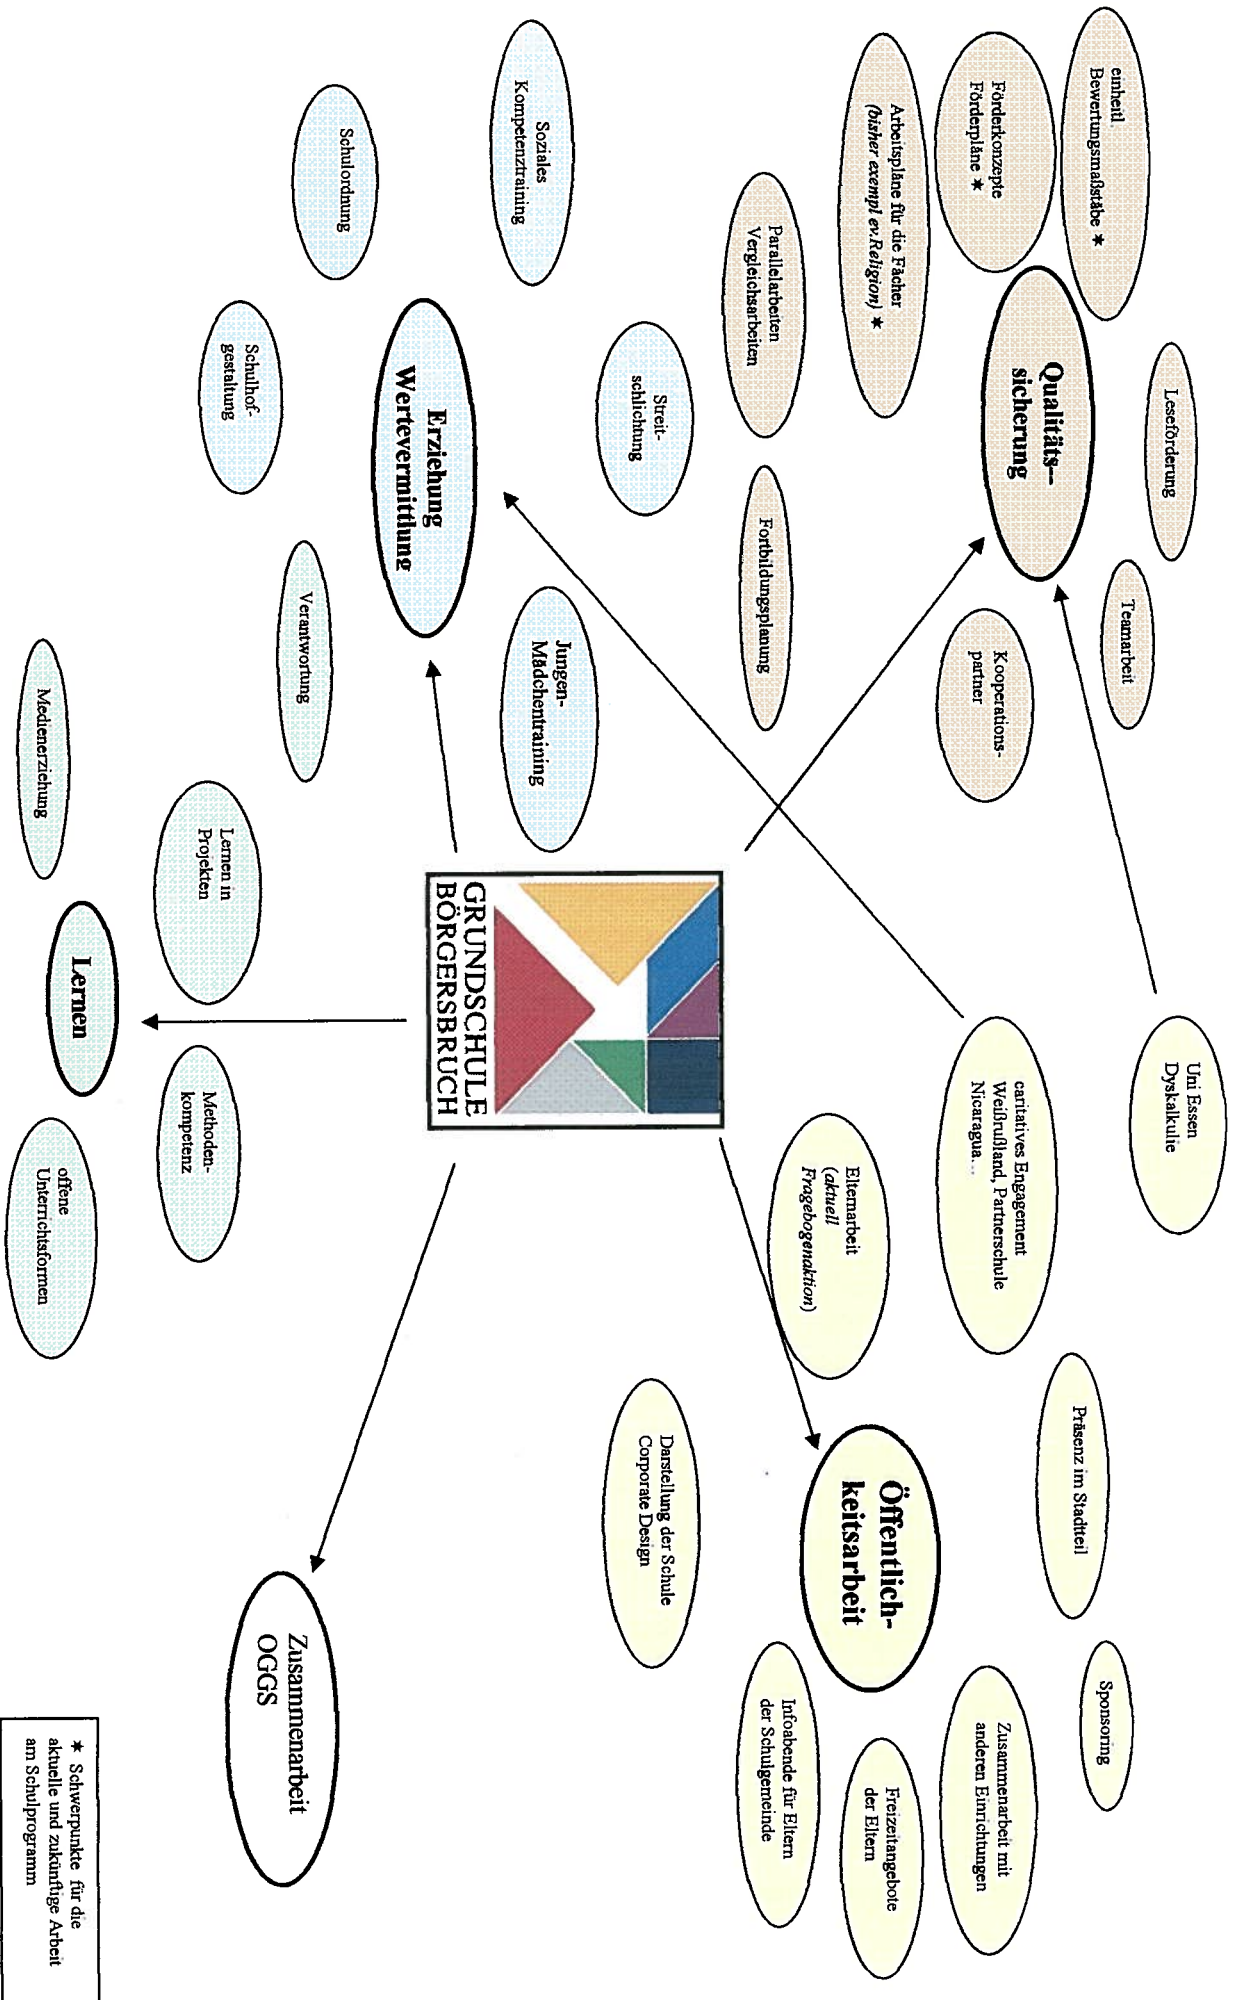 einheitl.
Bewertungsmaßstäbe *
Leseförderung
Teamarbeit
Uni Essen
Dyskalkulie
Förderkonzepte
Förderpläne *
Qualitäts--
sicherung
Kooperations-
partner
caritatives Engagement
Weißrußland, Partnerschule
Nicaragua...
Präsenz im Stadtteil
Sponsoring
Zusammenarbeit mit
anderen Einrichtungen
Arbeitspläne für die Fächer
(bisher exempl ev.Religion) *
Parallelarbeiten
Vergleichsarbeiten
Fortbildungsplanung
Elternarbeit
(aktuell
Fragebogenaktion)
Öffentlich-
keitsarbeit
Freizeitangebote
der Eltern
Infoabende für Eltern
der Schulgemeinde
Darstellung der Schule
Corporate Design
Soziales
Kompetenztraining
Streit-
schlichtung
Jungen-
Mädchentraining
GRUNDSCHULE
BÖRGERSBRUCH
Schulordnung
Erziehung
Wertevermittlung
Schulhof-
gestaltung
Verantwortung
Lernen in
Projekten
Methoden-
kompetenz
Zusammenarbeit
OGGS
Medienerziehung
Lernen
offene
Unterrichtsformen
* Schwerpunkte für die
aktuelle und zukünftige Arbeit
am Schulprogramm